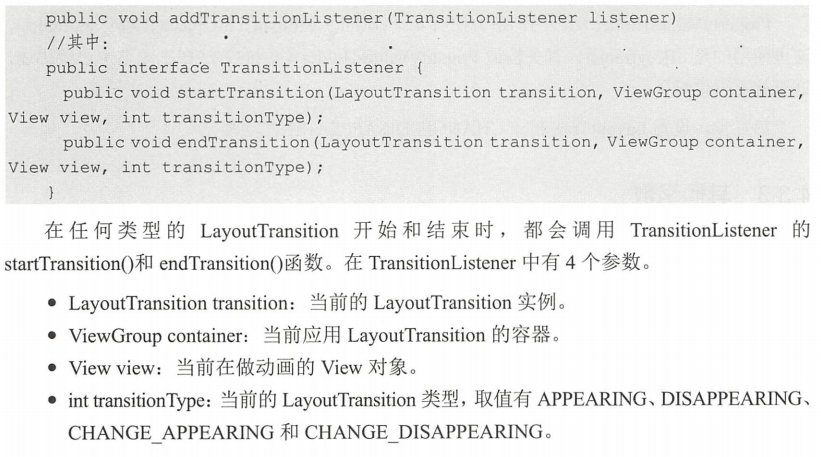 public void addTransitionListener(TransitionListener listener)
//其中:
public interface TransitionListener {
public void startTransition(LayoutTransition transition, ViewGroup container,
View view, int transitionType);
public void endTransition(LayoutTransition transition, ViewGroup container,
View view, int transitionType);
}
在任何类型的 LayoutTransition 开始和结束时，都会调用 TransitionListener 的
startTransition()和 endTransition()函数。在 TransitionListener 中有 4 个参数。
● LayoutTransition transition：当前的 LayoutTransition 实例。
● ViewGroup container：当前应用 LayoutTransition 的容器。
● View view：当前在做动画的 View 对象。
● int transitionType：当前的 LayoutTransition 类型，取值有 APPEARING、DISAPPEARING、
CHANGE_APPEARING 和 CHANGE_DISAPPEARING。